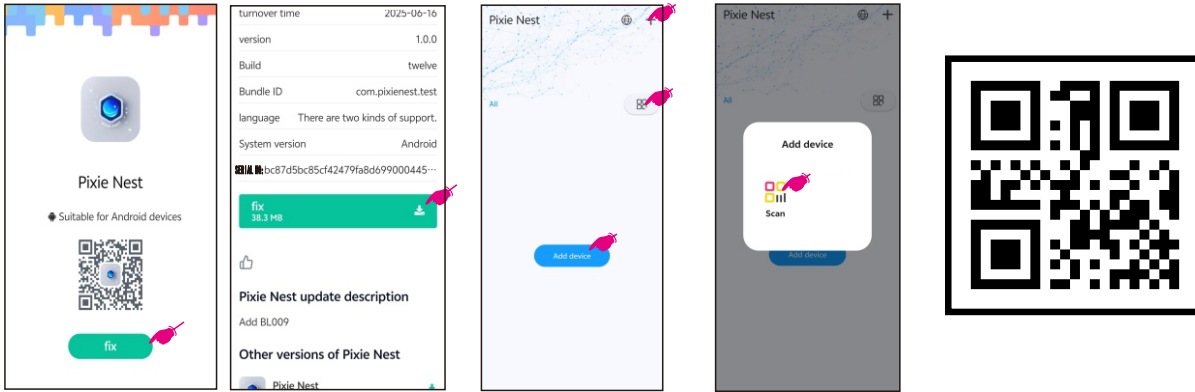 Pixie Nest
Suitable for Android devices
fix
turnover time 2025-06-16
version 1.0.0
Build twelve
Bundle ID com.pixienest.test
language There are two kinds of support.
System version Android
SERIAL No: bc87d5bc85cf42479fa8d699000445···
fix
38.3 MB
Pixie Nest update description
Add BL009
Other versions of Pixie Nest
Pixie Nest
Pixie Nest
All
Add device
Pixie Nest
All
Add device
Scan
Add device